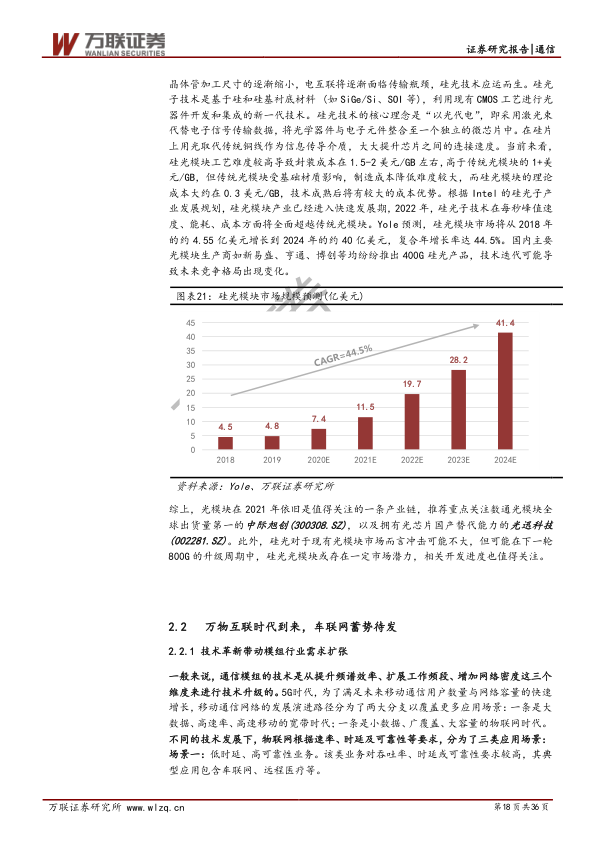 万联证券
WANLIAN SECURITIES
证券研究报告|通信
晶体管加工尺寸的逐渐缩小，电互联将逐渐面临传输瓶颈，硅光技术应运而生。硅光
子技术是基于硅和硅基衬底材料（如 SiGe/Si、SOI 等），利用现有 CMOS 工艺进行光
器件开发和集成的新一代技术。硅光技术的核心理念是“以光代电”，即采用激光束
代替电子信号传输数据，将光学器件与电子元件整合至一个独立的微芯片中。在硅片
上用光取代传统铜线作为信息传导介质，大大提升芯片之间的连接速度。当前来看，
硅光模块工艺难度较高导致封装成本在 1.5-2 美元/GB 左右，高于传统光模块的 1+美
元/GB，但传统光模块受基础材质影响，制造成本降低难度较大，而硅光模块的理论
成本大约在 0.3 美元/GB，技术成熟后将有较大的成本优势。根据 Intel 的硅光子产
业发展规划，硅光模块产业已经进入快速发展期，2022 年，硅光子技术在每秒峰值速
度、能耗、成本方面将全面超越传统光模块。Yole 预测，硅光模块市场将从 2018 年
的约 4.55 亿美元增长到 2024 年的约 40 亿美元，复合年增长率达 44.5%。国内主要
光模块生产商如新易盛、亨通、博创等均纷纷推出 400G 硅光产品，技术迭代可能导
致未来竞争格局出现变化。
图表21：硅光模块市场规模预测(亿美元)
45
40
35
30
25
20
15
10
5
0
CAGR=44.5%
4.5
4.8
7.4
11.5
19.7
28.2
41.4
2018
2019
2020E
2021E
2022E
2023E
2024E
资料来源：Yole、万联证券研究所
综上，光模块在 2021 年依旧是值得关注的一条产业链，推荐重点关注数通光模块全
球出货量第一的中际旭创(300308.SZ)，以及拥有光芯片国产替代能力的光迅科技
(002281.SZ)。此外，硅光对于现有光模块市场而言冲击可能不大，但可能在下一轮
800G 的升级周期中，硅光光模块或存在一定市场潜力，相关开发进度也值得关注。
2.2 万物互联时代到来，车联网蓄势待发
2.2.1 技术革新带动模组行业需求扩张
一般来说，通信模组的技术是从提升频谱效率、扩展工作频段、增加网络密度这三个
维度来进行技术升级的。5G时代，为了满足未来移动通信用户数量与网络容量的快速
增长，移动通信网络的发展演进路径分为了两大分支以覆盖更多应用场景：一条是大
数据、高速率、高速移动的宽带时代；一条是小数据、广覆盖、大容量的物联网时代。
不同的技术发展下，物联网根据速率、时延及可靠性等要求，分为了三类应用场景：
场景一：低时延、高可靠性业务。该类业务对吞吐率、时延或可靠性要求较高，其典
型应用包含车联网、远程医疗等。
万联证券研究所 www.wlzq.cn
第18页共36页